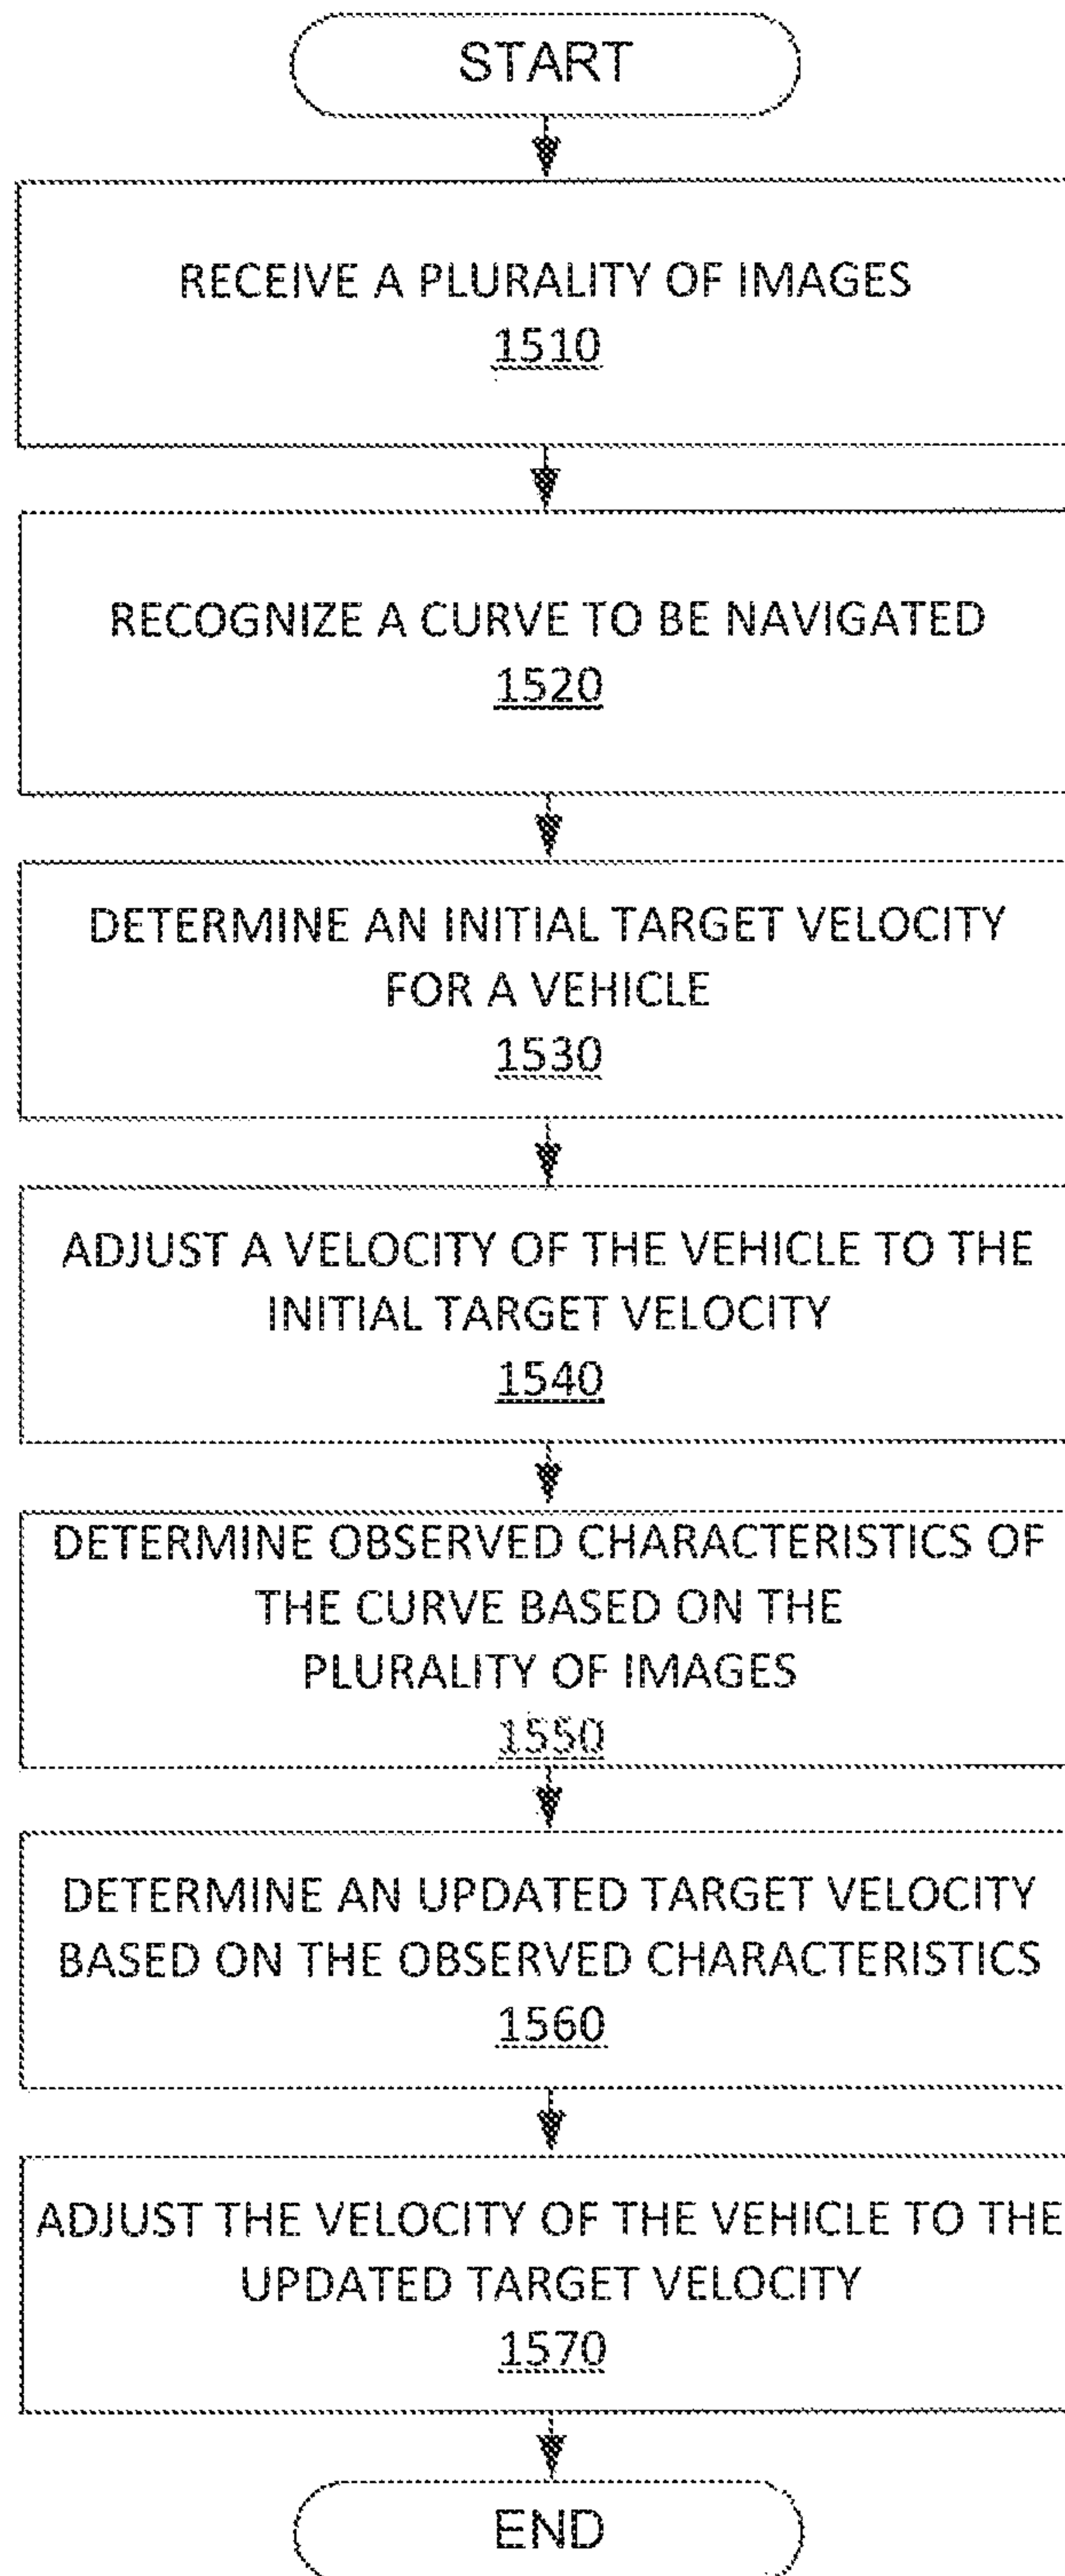 START
RECEIVE A PLURALITY OF IMAGES
1510
RECOGNIZE A CURVE TO BE NAVIGATED
1520
DETERMINE AN INITIAL TARGET VELOCITY
FOR A VEHICLE
1530
ADJUST A VELOCITY OF THE VEHICLE TO THE
INITIAL TARGET VELOCITY
1540
DETERMINE OBSERVED CHARACTERISTICS OF
THE CURVE BASED ON THE
PLURALITY OF IMAGES
1550
DETERMINE AN UPDATED TARGET VELOCITY
BASED ON THE OBSERVED CHARACTERISTICS
1560
ADJUST THE VELOCITY OF THE VEHICLE TO THE
UPDATED TARGET VELOCITY
1570
END